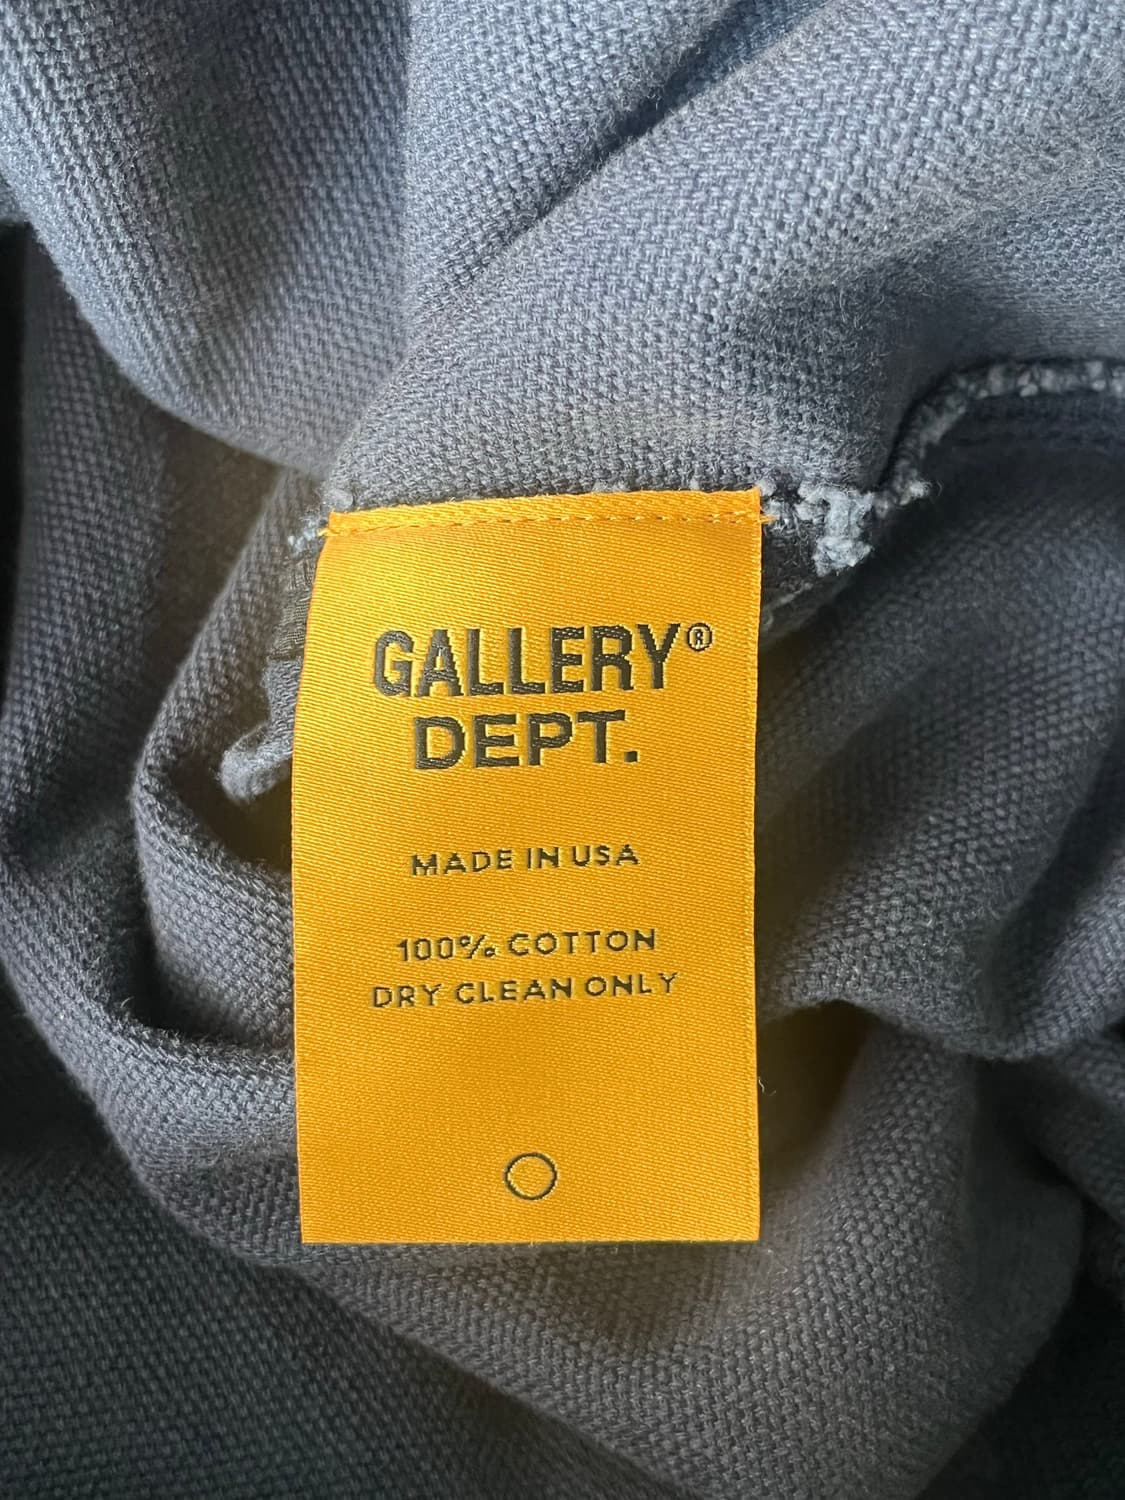 GALLERY®
DEPT.
MADE IN USA
100% COTTON
DRY CLEAN ONLY